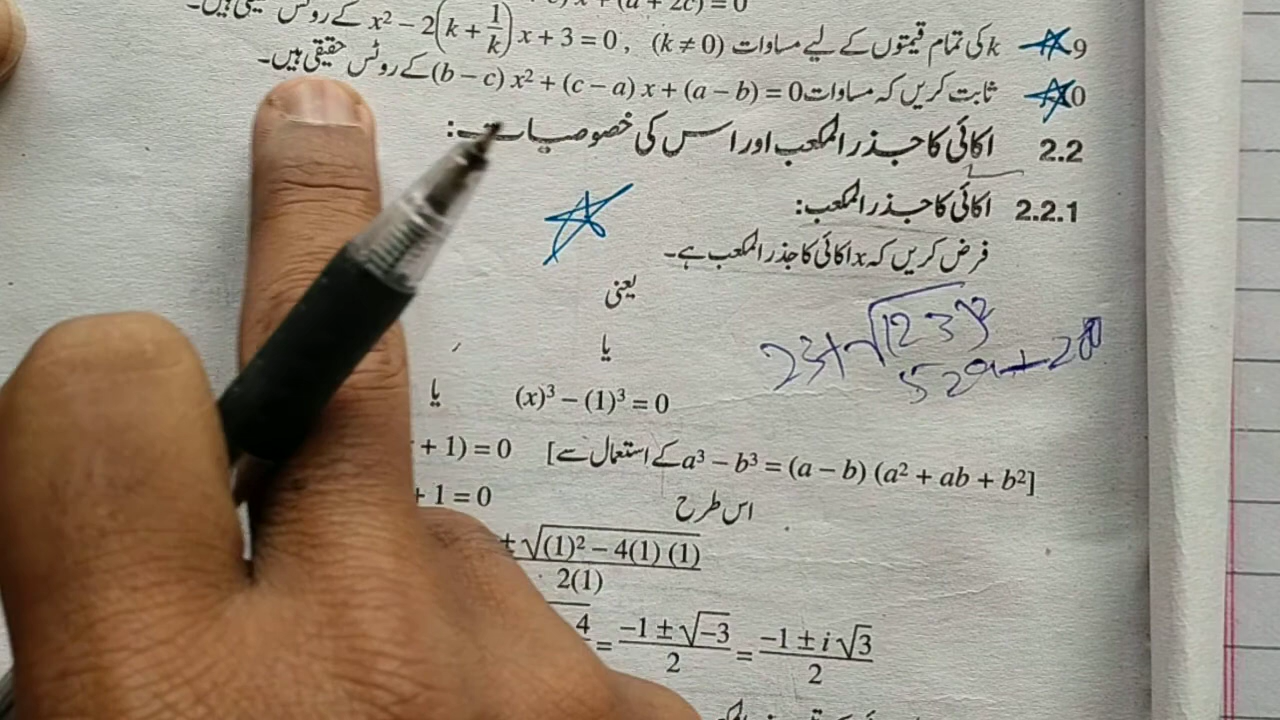 x + (a + 2c) = 0
9 k کی تمام قیمتوں کے لیے مساوات (k ≠ 0) , x² − 2(k + 1/k) x + 3 = 0 کے روٹس حقیقی ہیں۔
0 ثابت کریں کہ مساوات (b − c) x² + (c − a) x + (a − b) = 0 کے روٹس حقیقی ہیں۔
2.2 اکائی کا جذر المکعب اور اس کی خصوصیات:
2.2.1 اکائی کا جذر المکعب:
فرض کریں کہ x اکائی کا جذر المکعب ہے۔
یعنی
یا
یا (x)³ − (1)³ = 0
+ 1) = 0 [a³ − b³ = (a − b) (a² + ab + b²) کے استعمال سے]
+ 1 = 0 اس طرح
± √((1)² − 4(1) (1)) / 2(1)
4 = (−1 ± √−3) / 2 = (−1 ± i √3) / 2